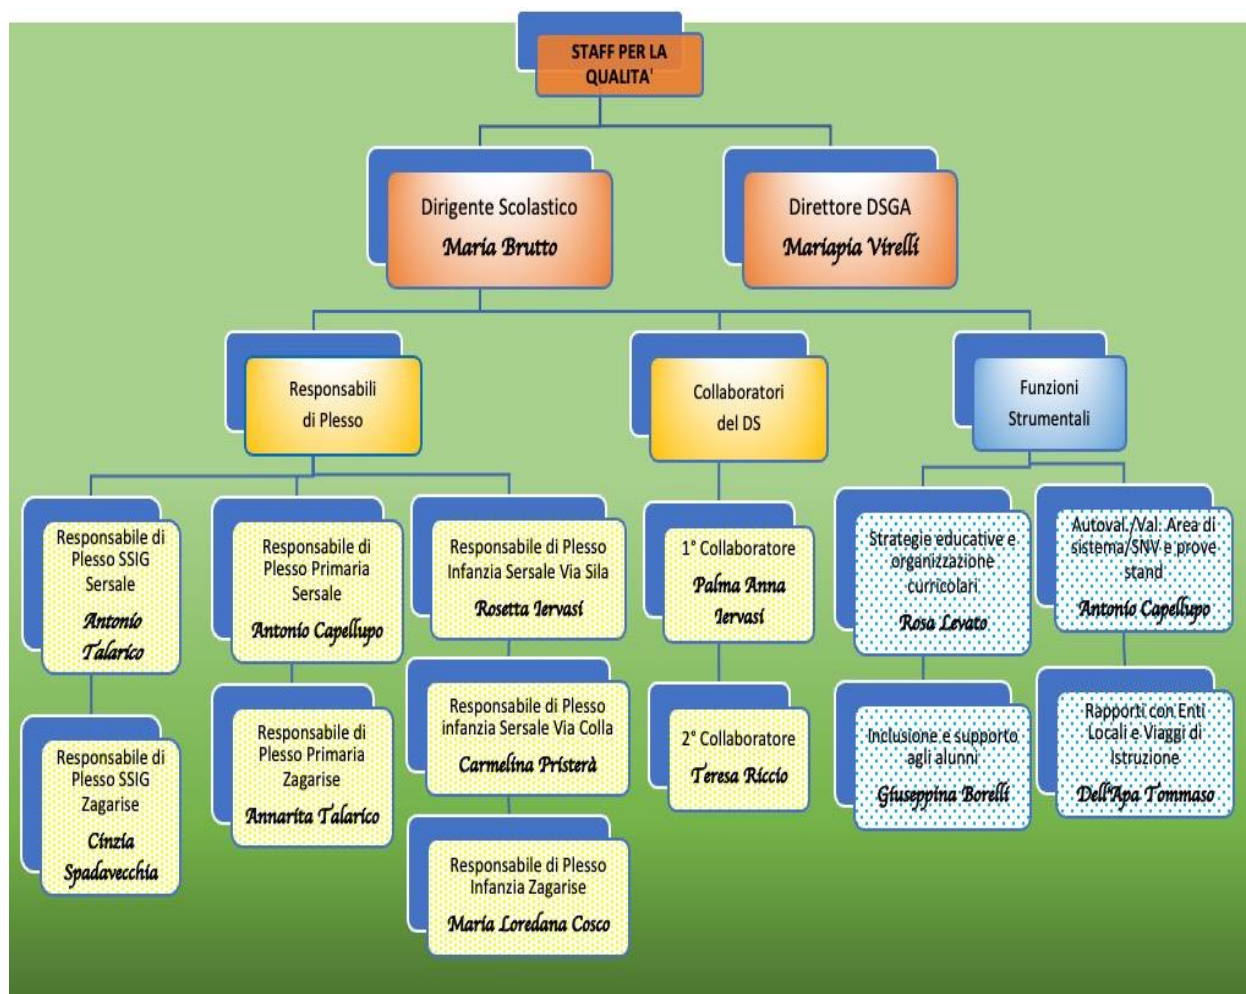 STAFF PER LA
QUALITA'
Dirigente Scolastico
Maria Brutto
Direttore DSGA
Mariapia Virelli
Responsabili
di Plesso
Collaboratori
del DS
Funzioni
Strumentali
Responsabile di
Plesso SSIG
Sersale
Antonio
Talarico
Responsabile di
Plesso SSIG
Zagarise
Cinzia
Spadavecchia
Responsabile di
Plesso Primaria
Sersale
Antonio Capellupo
Responsabile di
Plesso Primaria
Zagarise
Annarita Talarico
Responsabile di Plesso
Infanzia Sersale Via Sila
Rosetta Iervasi
Responsabile di Plesso
infanzia Sersale Via Colla
Carmelina Pristerà
Responsabile di Plesso
Infanzia Zagarise
Maria Loredana Cosco
1° Collaboratore
Palma Anna
Iervasi
2° Collaboratore
Teresa Riccio
Strategie educative e
organizzazione
curricolari
Rosa Levato
Inclusione e supporto
agli alunni
Giuseppina Borelli
Autoval./Val: Area di
sistema/SNV e prove
stand
Antonio Capellupo
Rapporti con Enti
Locali e Viaggi di
Istruzione
Dell'Apa Tommaso